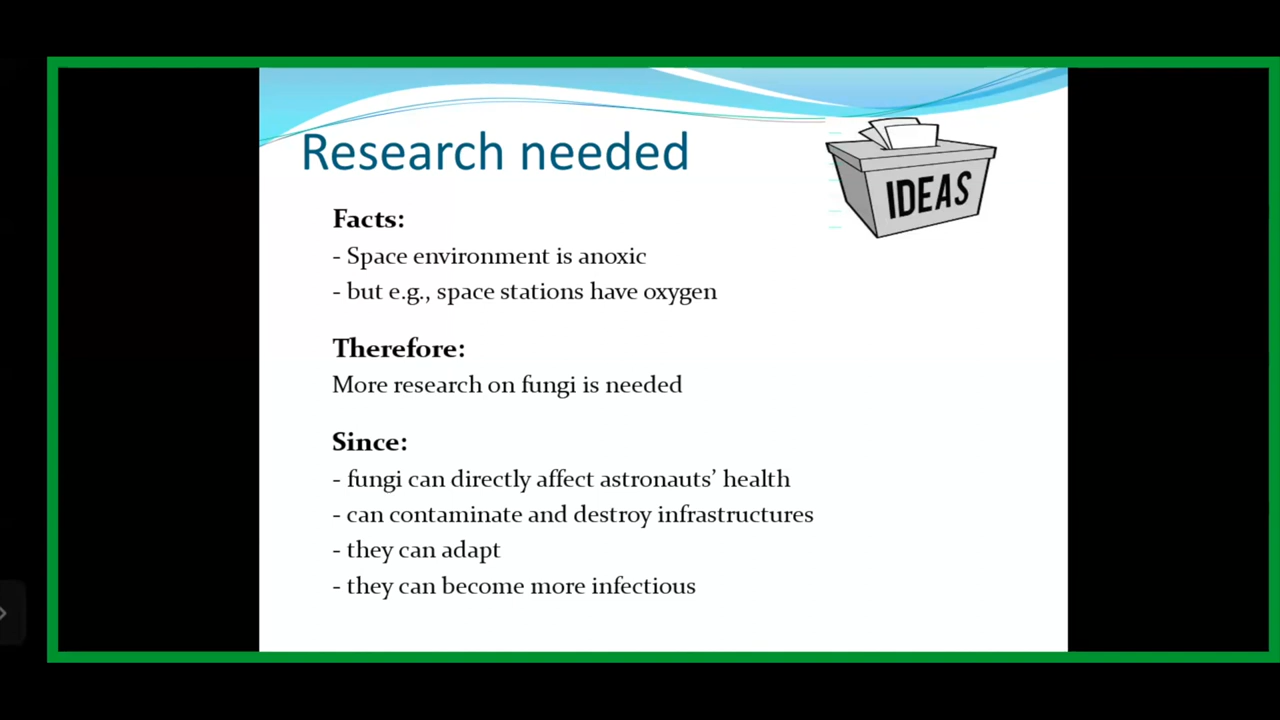 Research needed
IDEAS
Facts:
- Space environment is anoxic
- but e.g., space stations have oxygen
Therefore:
More research on fungi is needed
Since:
- fungi can directly affect astronauts’ health
- can contaminate and destroy infrastructures
- they can adapt
- they can become more infectious